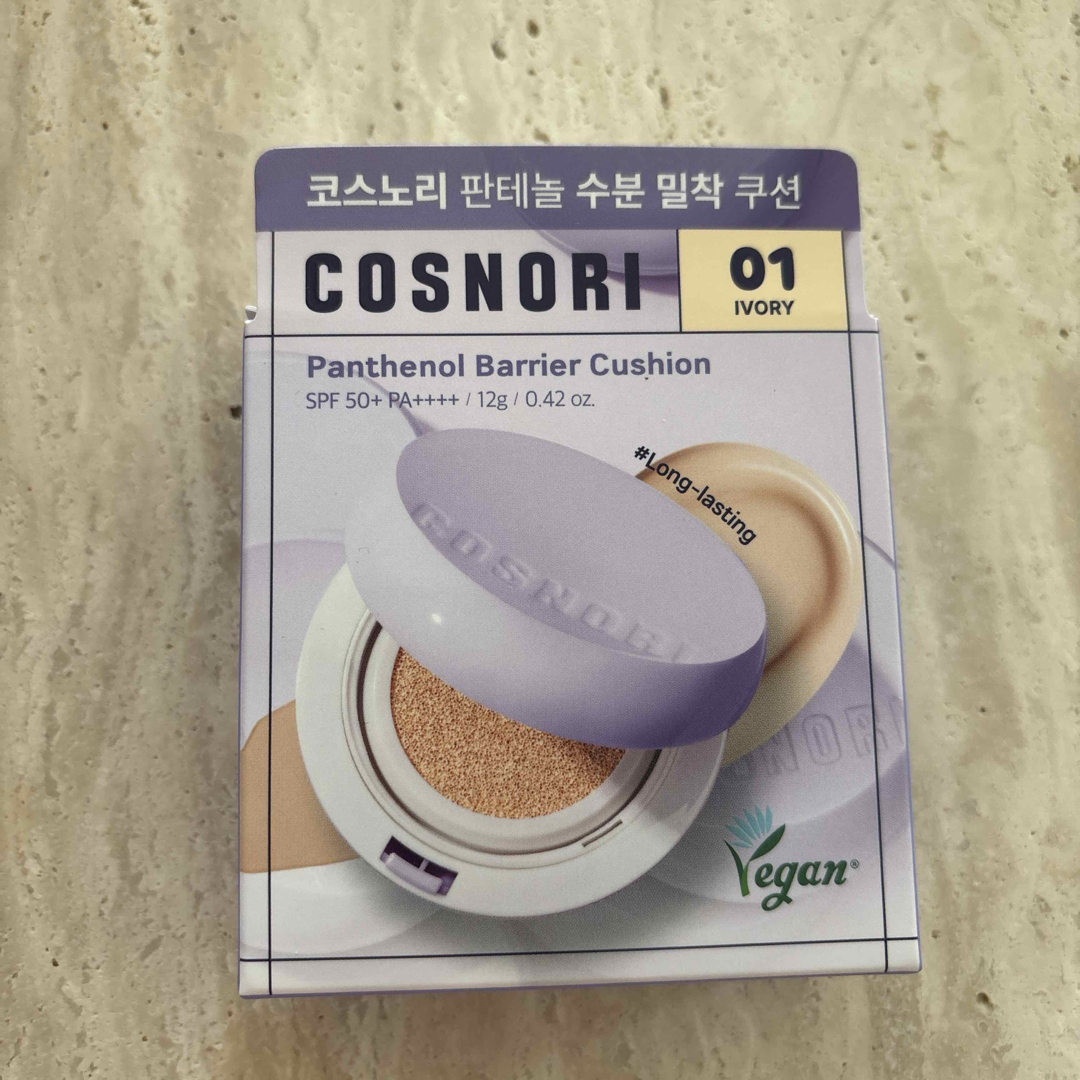 코스노리 판테놀 수분 밀착 쿠션
COSNORI
01
IVORY
Panthenol Barrier Cushion
SPF 50+ PA++++ / 12g / 0.42 oz.
#Long-lasting
COSNORI
NORI
Vegan®